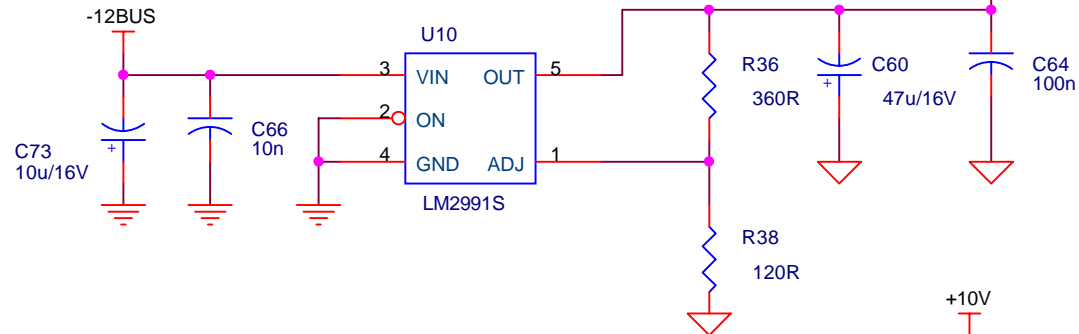 -12BUS
U10
3 VIN OUT 5
2 ON
4 GND ADJ 1
LM2991S
C73
10u/16V
C66
10n
R36
360R
C60
47u/16V
C64
100n
R38
120R
+10V